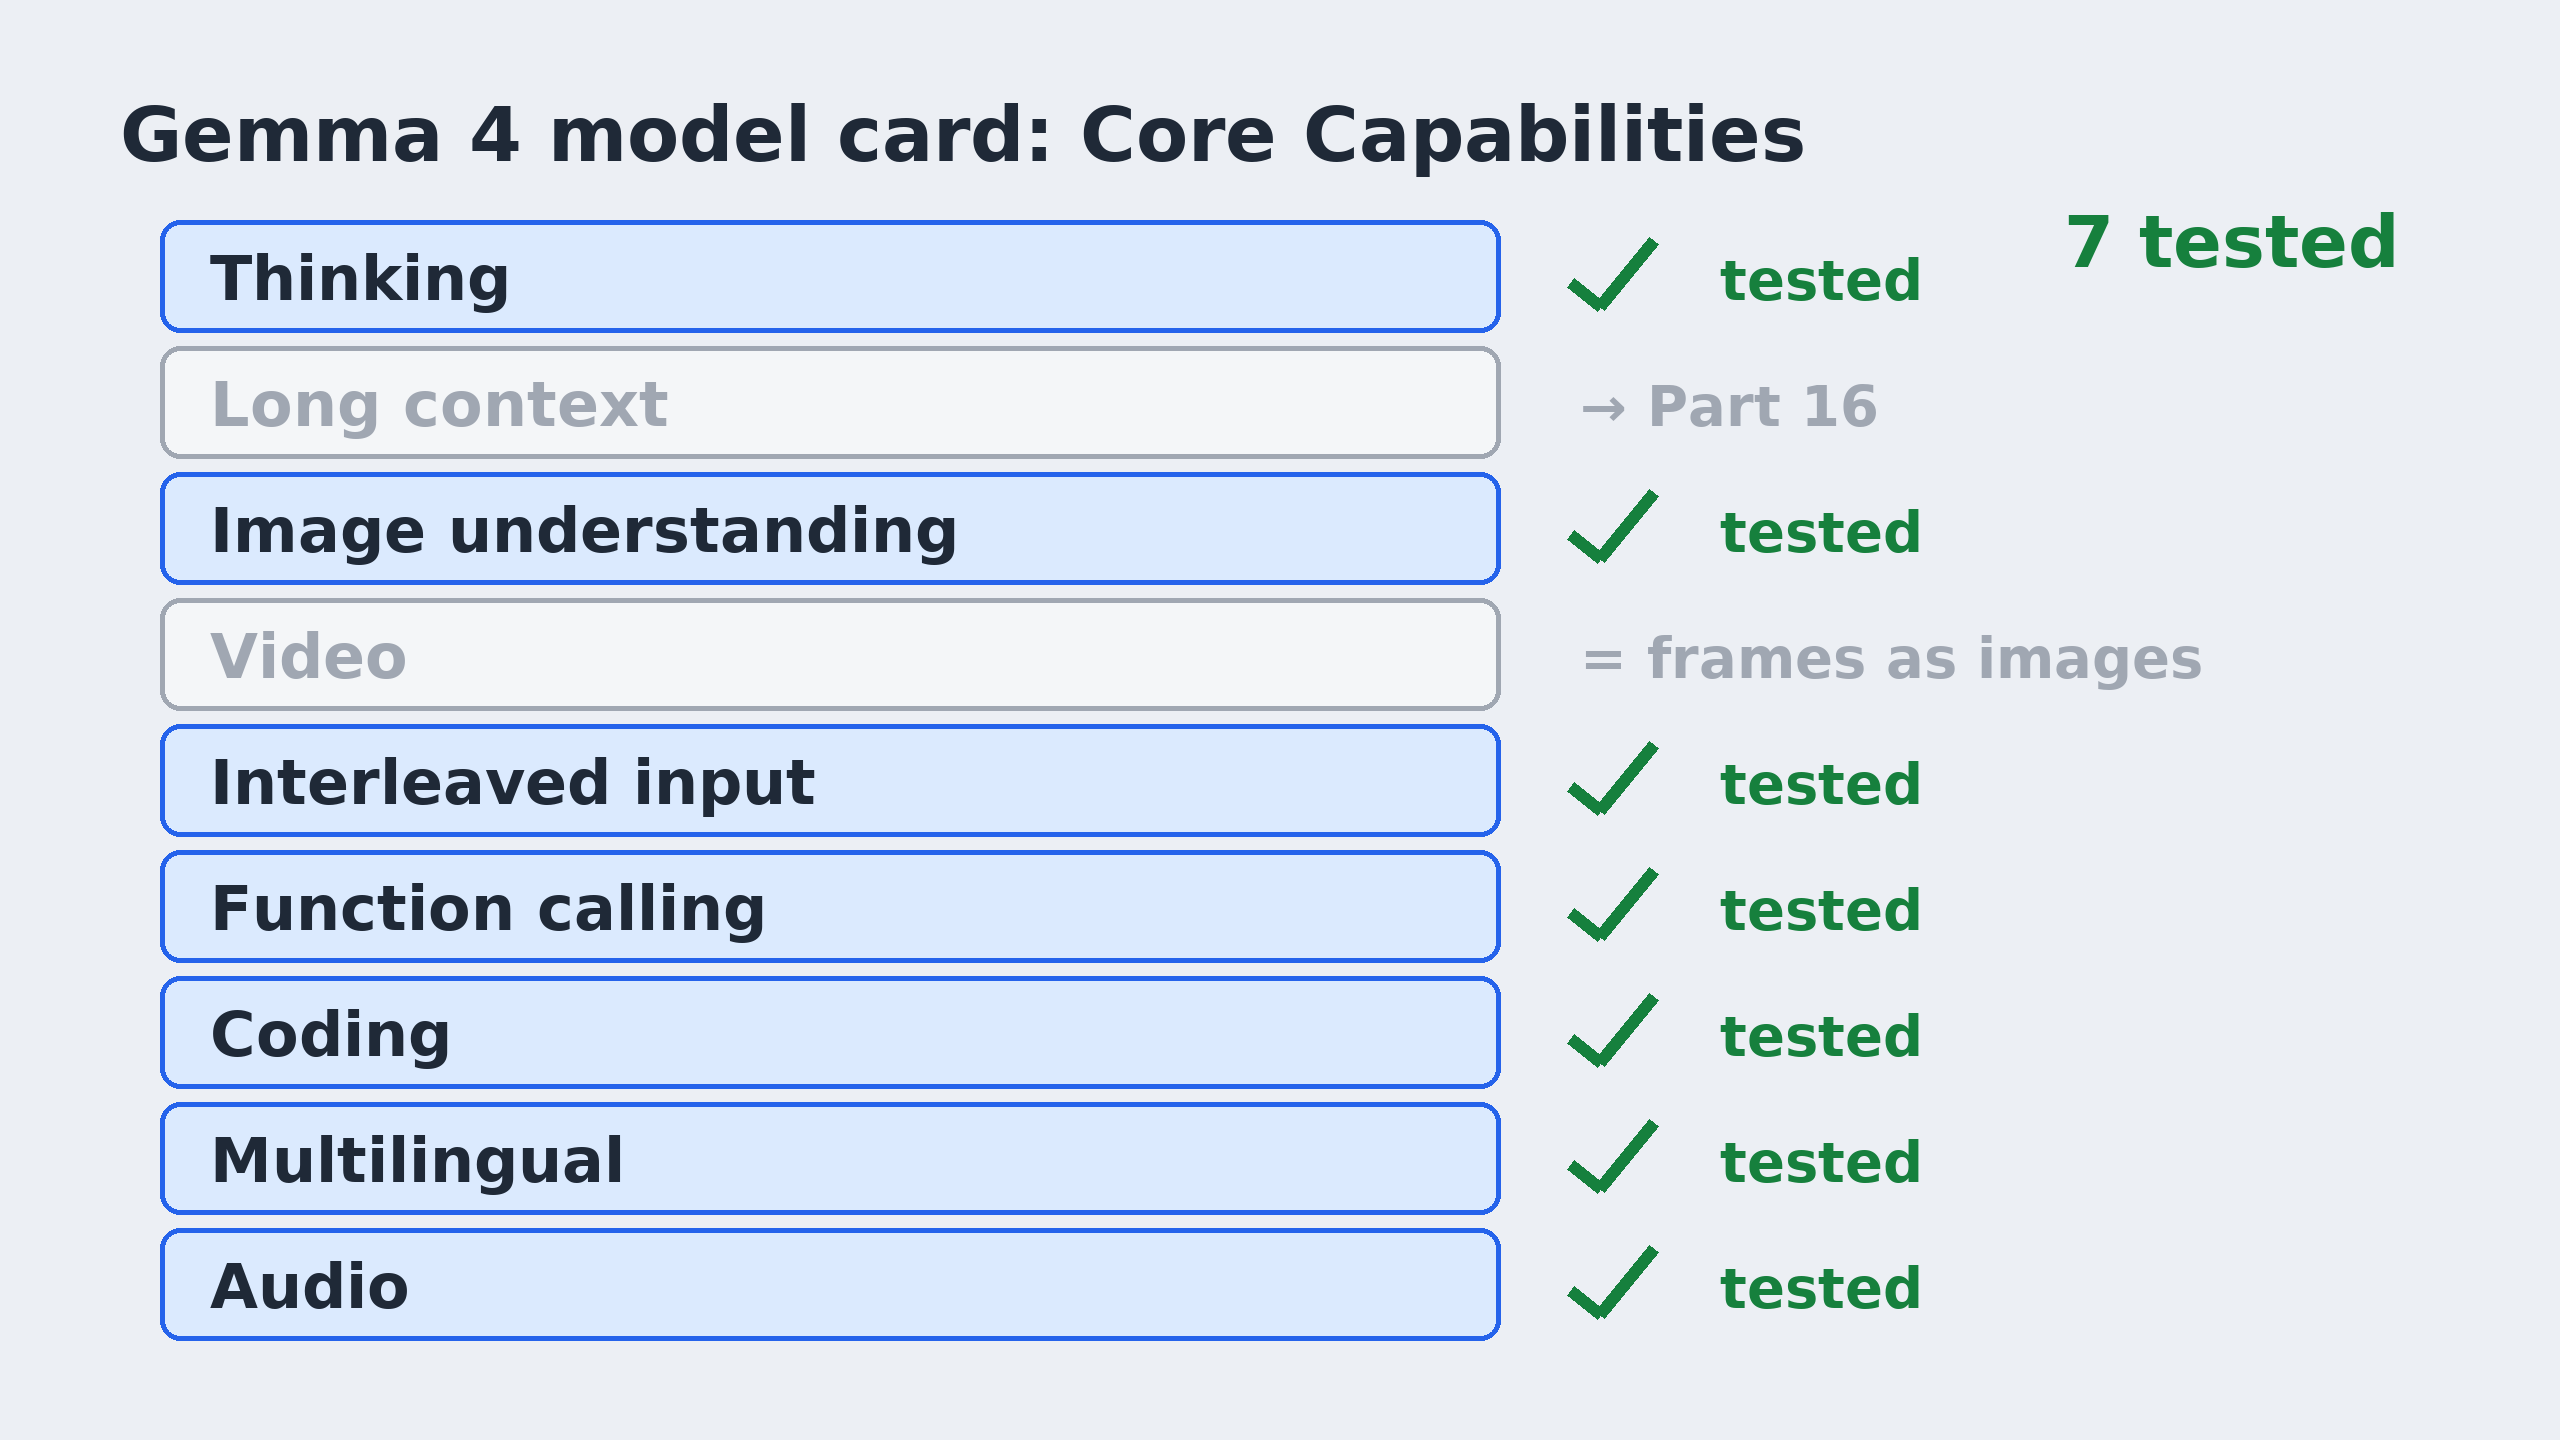 Gemma 4 model card: Core Capabilities
7 tested
Thinking
tested
Long context
→ Part 16
Image understanding
tested
Video
= frames as images
Interleaved input
tested
Function calling
tested
Coding
tested
Multilingual
tested
Audio
tested